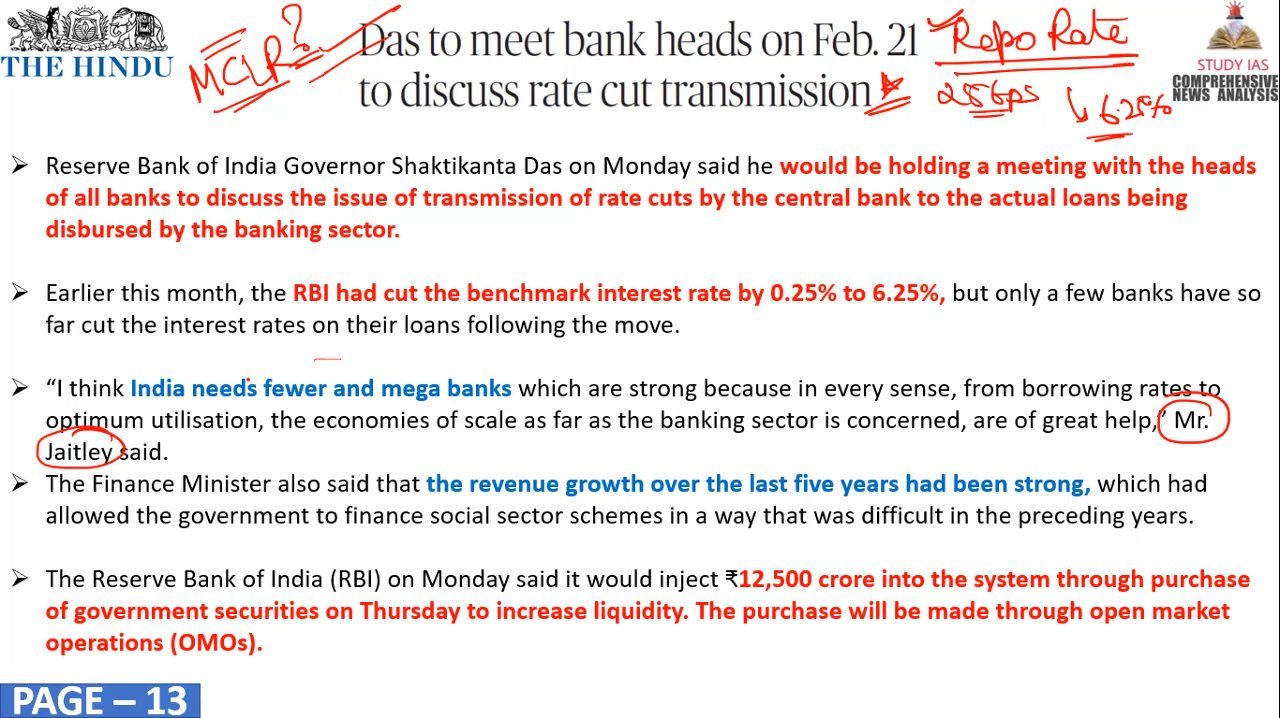 THE HINDU
MCLR?
Das to meet bank heads on Feb. 21
to discuss rate cut transmission
Repo Rate
25 bps
↓ 6.25%
STUDY IAS
COMPREHENSIVE
NEWS ANALYSIS
➢ Reserve Bank of India Governor Shaktikanta Das on Monday said he would be holding a meeting with the heads
of all banks to discuss the issue of transmission of rate cuts by the central bank to the actual loans being
disbursed by the banking sector.
➢ Earlier this month, the RBI had cut the benchmark interest rate by 0.25% to 6.25%, but only a few banks have so
far cut the interest rates on their loans following the move.
➢ “I think India needs fewer and mega banks which are strong because in every sense, from borrowing rates to
optimum utilisation, the economies of scale as far as the banking sector is concerned, are of great help,” Mr.
Jaitley said.
➢ The Finance Minister also said that the revenue growth over the last five years had been strong, which had
allowed the government to finance social sector schemes in a way that was difficult in the preceding years.
➢ The Reserve Bank of India (RBI) on Monday said it would inject ₹12,500 crore into the system through purchase
of government securities on Thursday to increase liquidity. The purchase will be made through open market
operations (OMOs).
PAGE – 13